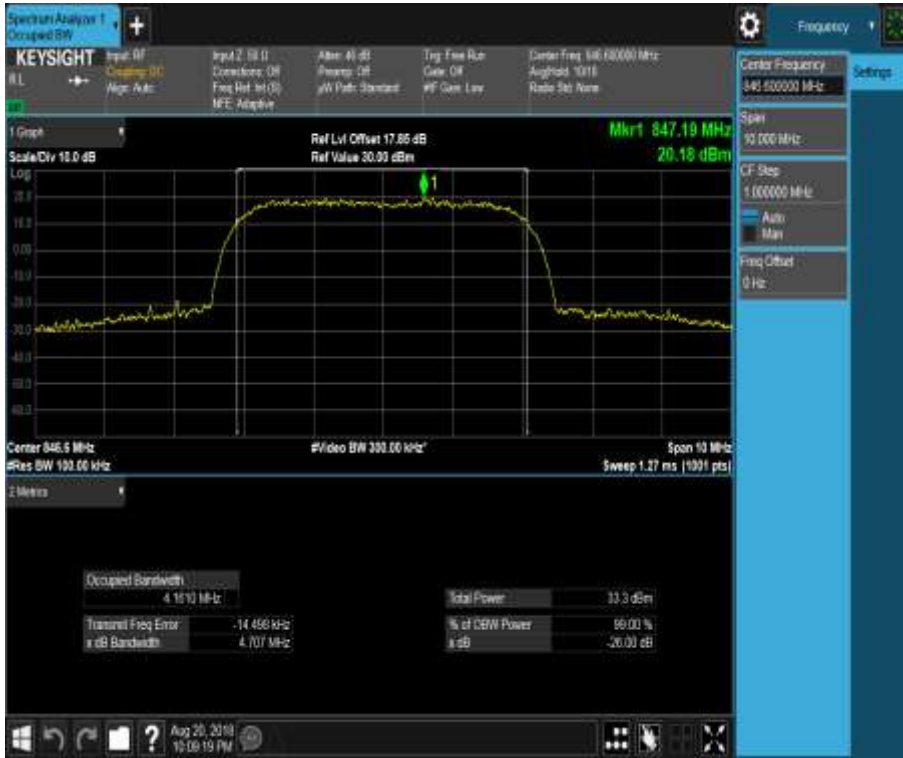 Spectrum Analyzer 1
Occupied BW
Frequency
KEYSIGHT
R L
Input: RF
Coupling: DC
Align: Auto
Input Z: 50 Ω
Corrections: Off
Freq Ref: Int (S)
NFE: Adaptive
Atten: 40 dB
Preamp: Off
µW Path: Standard
Trig: Free Run
Gate: Off
#IF Gain: Low
Center Freq: 846.600000 MHz
Avg|Hold: 10/10
Radio Std: None
Center Frequency
846.600000 MHz
Settings
Span
10.000 MHz
CF Step
1.000000 MHz
Auto
Man
Freq Offset
0 Hz
1 Graph
Scale/Div 10.0 dB
Ref Lvl Offset 17.85 dB
Ref Value 30.00 dBm
Mkr1 847.19 MHz
20.18 dBm
Log
20.0
10.0
0.00
-10.0
-20.0
-30.0
-40.0
-50.0
-60.0
1
Center 846.6 MHz
#Video BW 300.00 kHz*
Span 10 MHz
#Res BW 100.00 kHz
Sweep 1.27 ms (1001 pts)
2 Metrics
Occupied Bandwidth
4.1610 MHz
Total Power
33.3 dBm
Transmit Freq Error
-14.498 kHz
% of OBW Power
99.00 %
x dB Bandwidth
4.707 MHz
x dB
-26.00 dB
?
Aug 20, 2018
10:09:19 PM